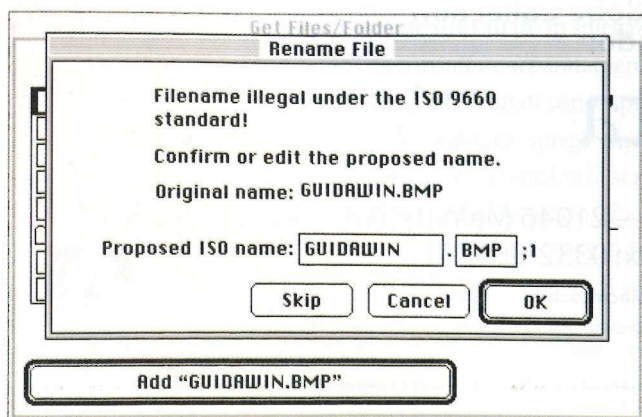 Get Files/Folder
Rename File
Filename illegal under the ISO 9660
standard!
Confirm or edit the proposed name.
Original name: GUIDAWIN.BMP
Proposed ISO name: GUIDAWIN . BMP ;1
Skip Cancel OK
Add “GUIDAWIN.BMP”